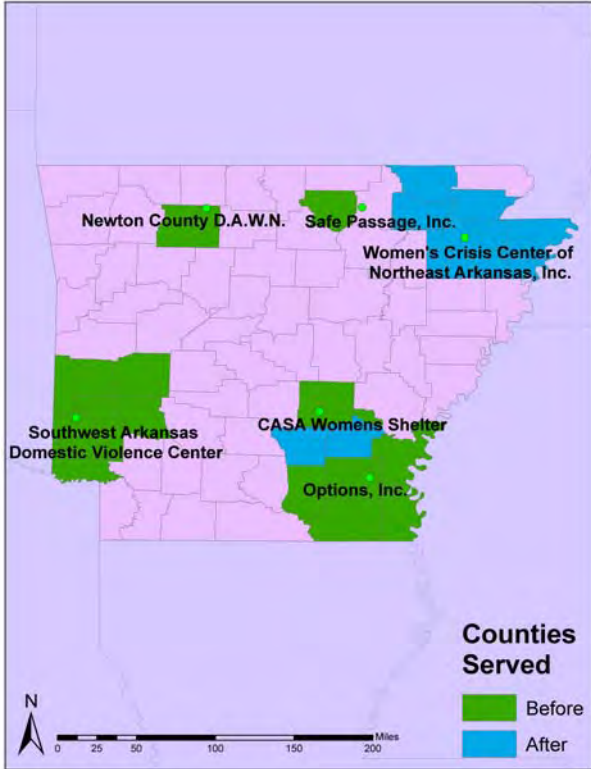 Newton County D.A.W.N.
Safe Passage, Inc.
Women's Crisis Center of
Northeast Arkansas, Inc.
CASA Womens Shelter
Southwest Arkansas
Domestic Violence Center
Options, Inc.
Counties
Served
Before
After
N
Miles
0 25 50 100 150 200